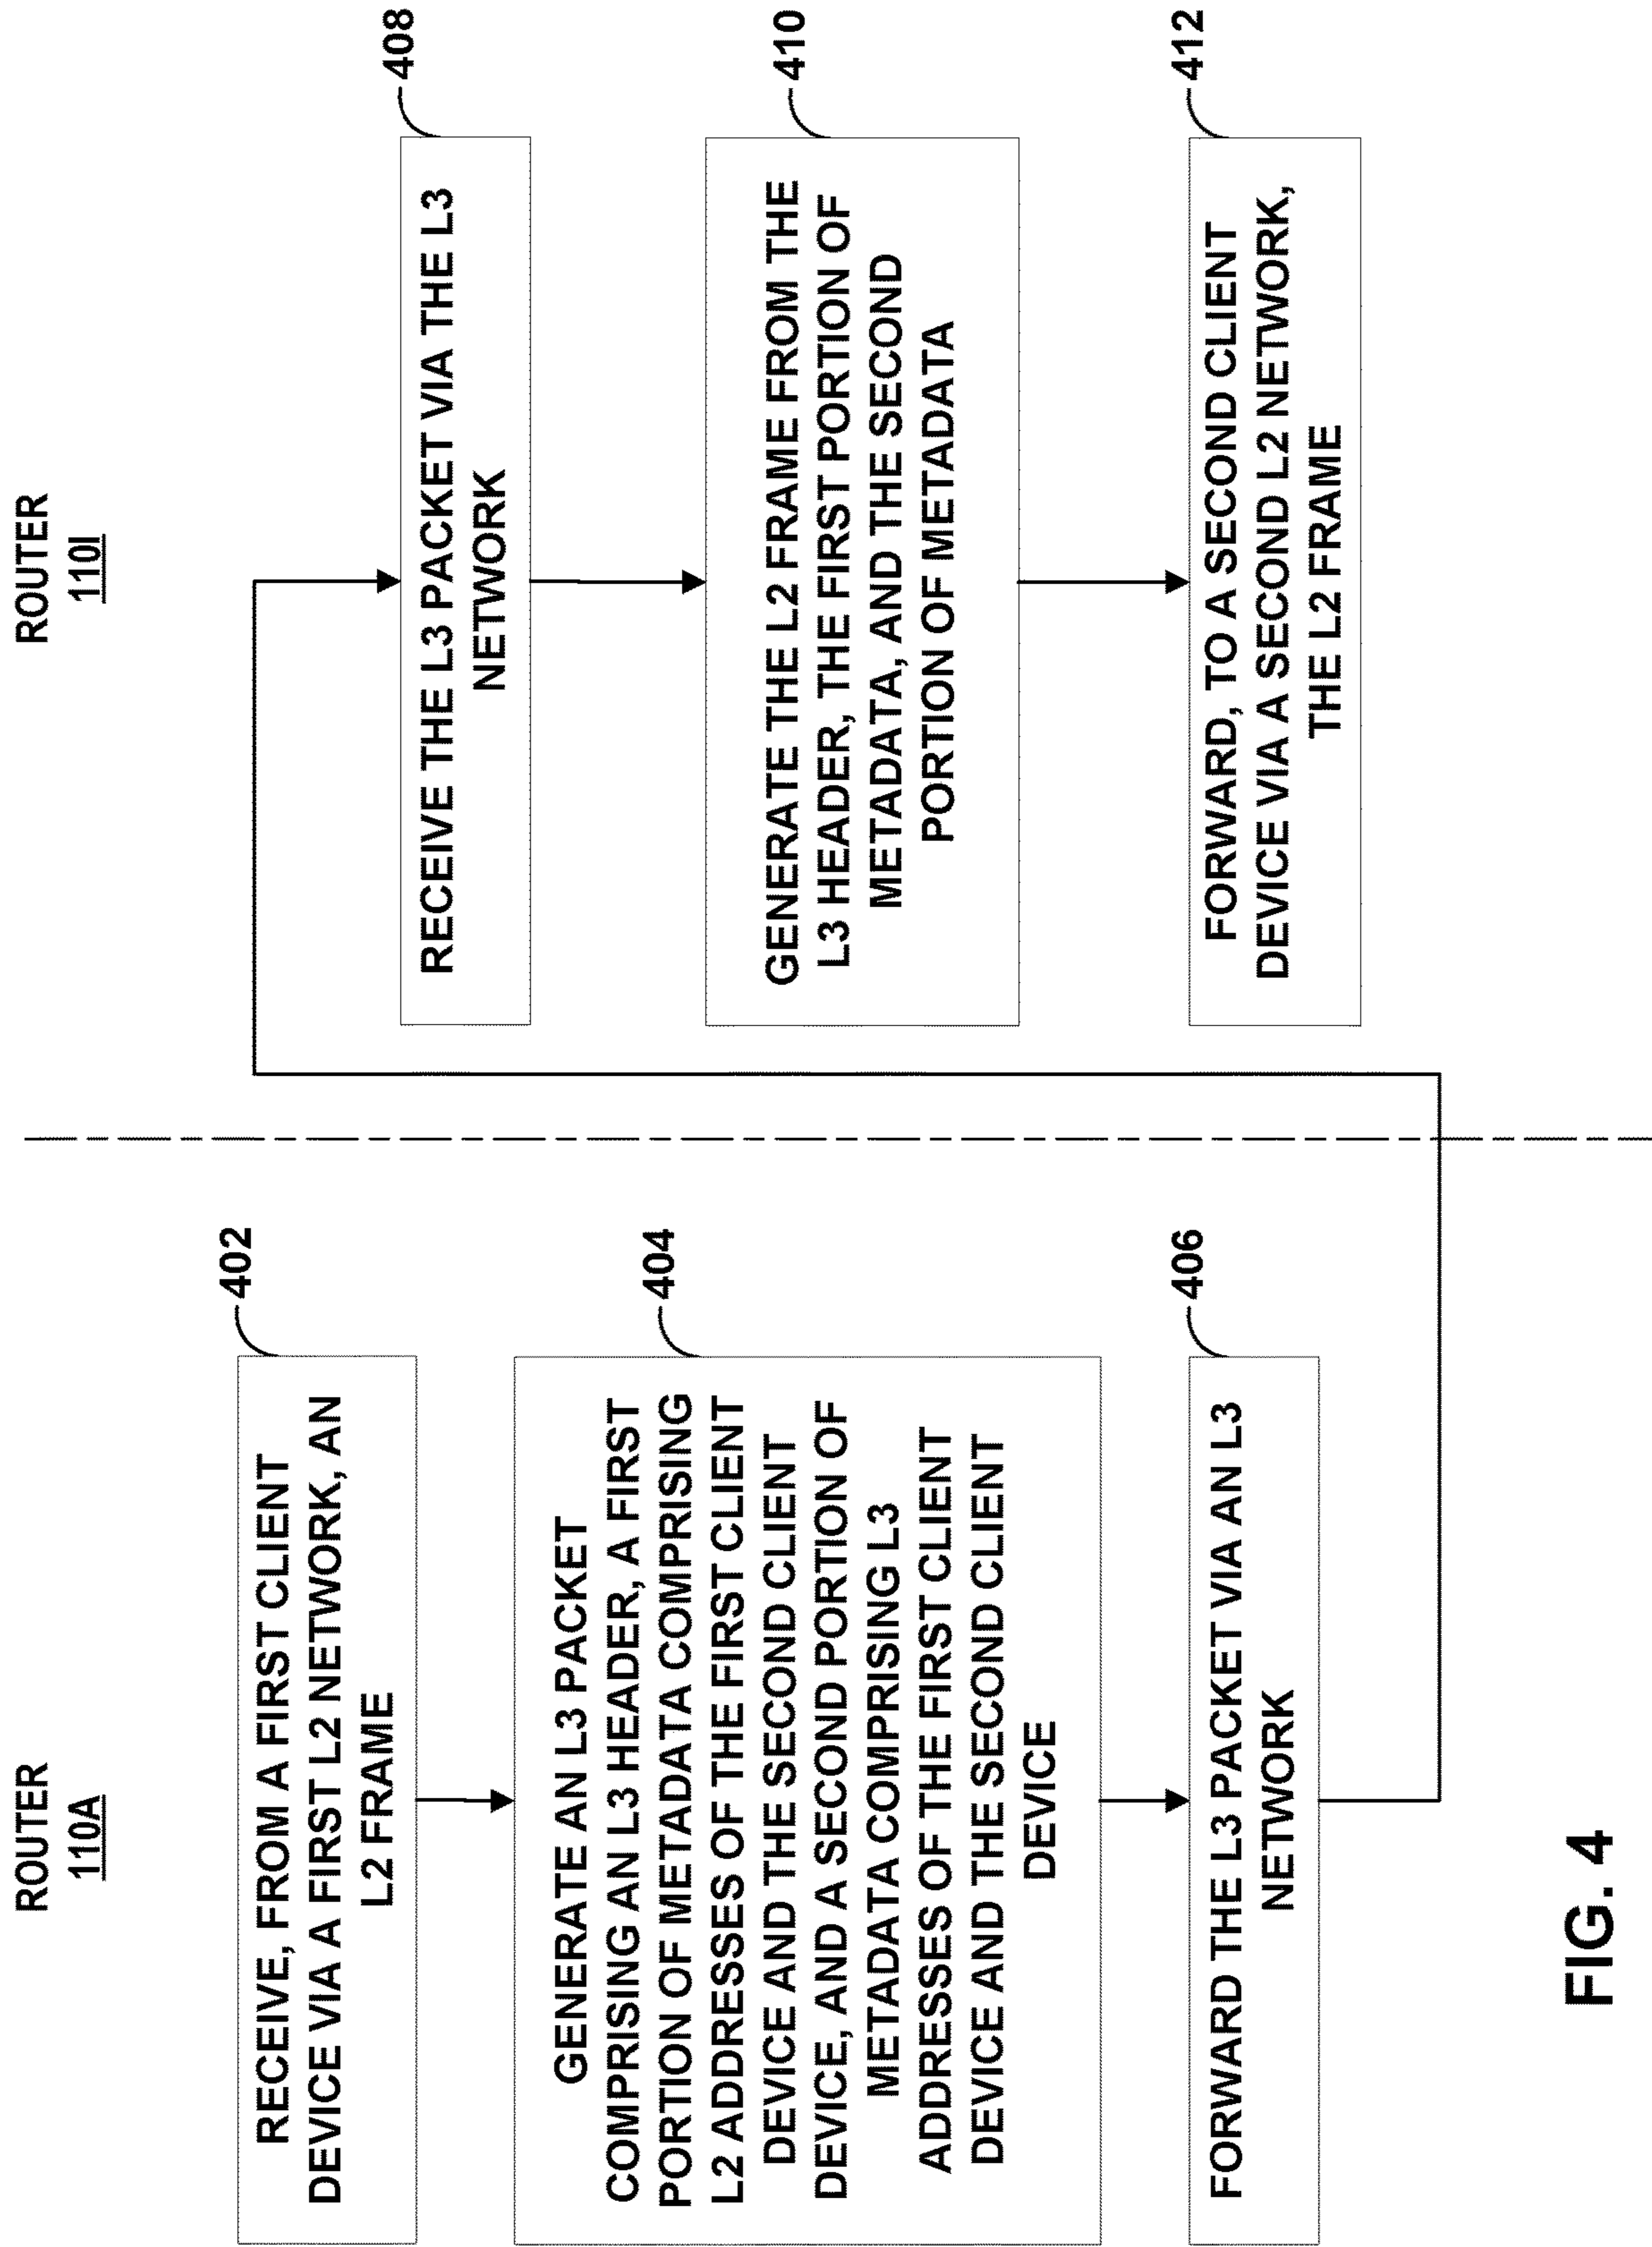 ROUTER
110A
402
RECEIVE, FROM A FIRST CLIENT
DEVICE VIA A FIRST L2 NETWORK, AN
L2 FRAME
404
GENERATE AN L3 PACKET
COMPRISING AN L3 HEADER, A FIRST
PORTION OF METADATA COMPRISING
L2 ADDRESSES OF THE FIRST CLIENT
DEVICE AND THE SECOND CLIENT
DEVICE, AND A SECOND PORTION OF
METADATA COMPRISING L3
ADDRESSES OF THE FIRST CLIENT
DEVICE AND THE SECOND CLIENT
DEVICE
406
FORWARD THE L3 PACKET VIA AN L3
NETWORK
ROUTER
110I
408
RECEIVE THE L3 PACKET VIA THE L3
NETWORK
410
GENERATE THE L2 FRAME FROM THE
L3 HEADER, THE FIRST PORTION OF
METADATA, AND THE SECOND
PORTION OF METADATA
412
FORWARD, TO A SECOND CLIENT
DEVICE VIA A SECOND L2 NETWORK,
THE L2 FRAME
FIG. 4